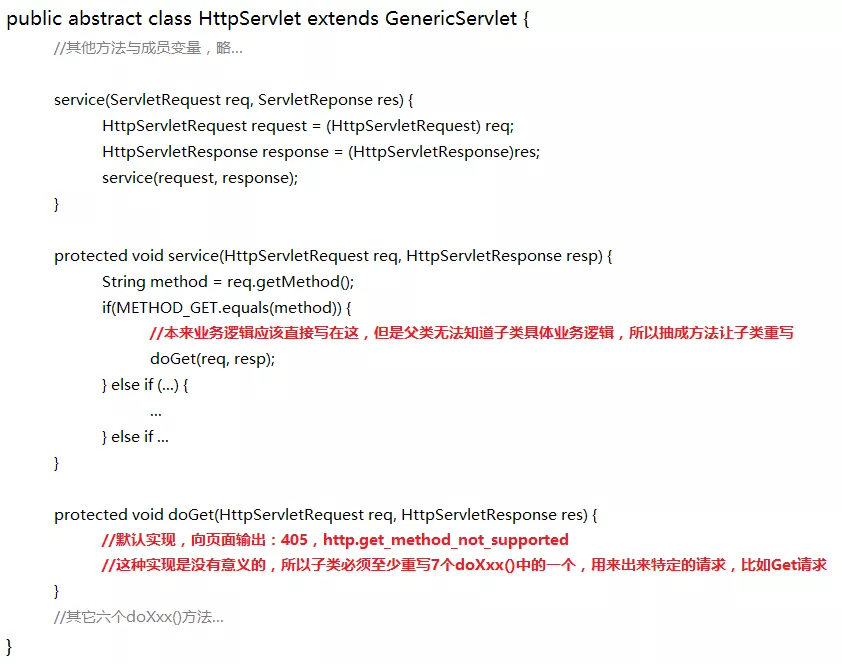 public abstract class HttpServlet extends GenericServlet {
//其他方法与成员变量，略...
service(ServletRequest req, ServletReponse res) {
HttpServletRequest request = (HttpServletRequest) req;
HttpServletResponse response = (HttpServletResponse)res;
service(request, response);
}
protected void service(HttpServletRequest req, HttpServletResponse resp) {
String method = req.getMethod();
if(METHOD_GET.equals(method)) {
//本来业务逻辑应该直接写在这，但是父类无法知道子类具体业务逻辑，所以抽成方法让子类重写
doGet(req, resp);
} else if (...) {
...
} else if ...
}
protected void doGet(HttpServletRequest req, HttpServletResponse res) {
//默认实现，向页面输出：405，http.get_method_not_supported
//这种实现是没有意义的，所以子类必须至少重写7个doXxx()中的一个，用来出来特定的请求，比如Get请求
}
//其它六个doXxx()方法...
}